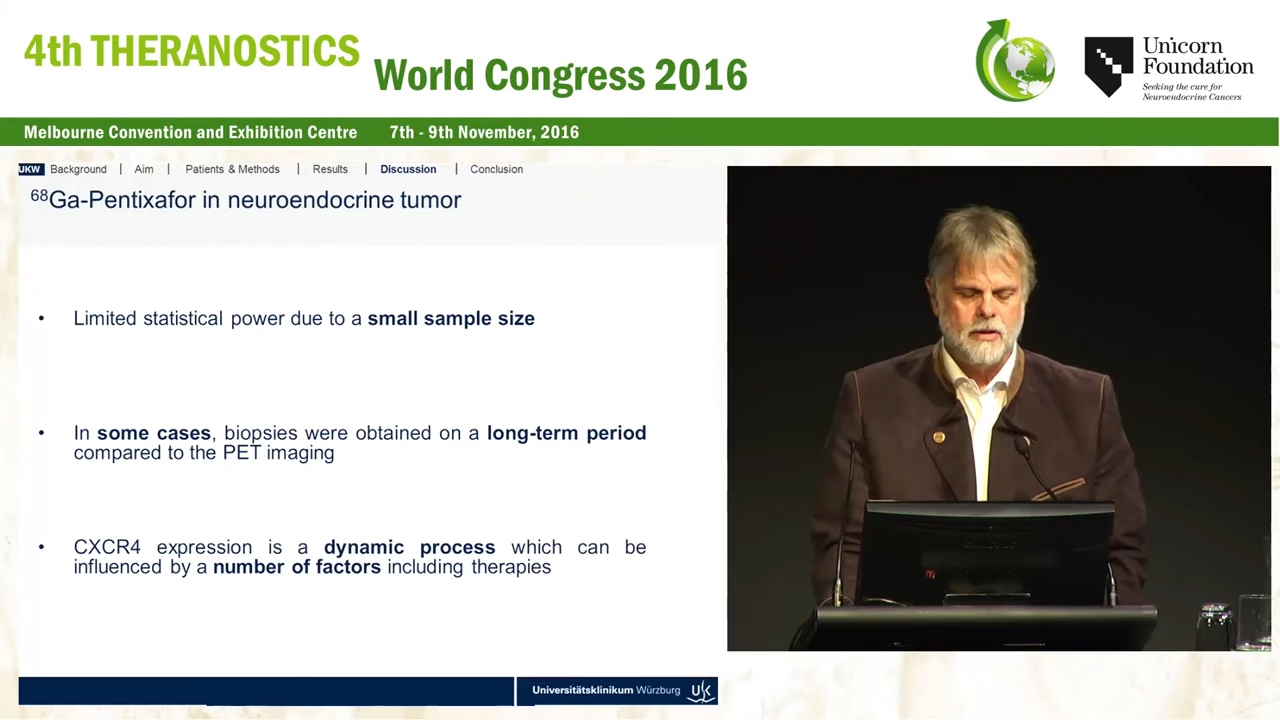 4th THERANOSTICS
World Congress 2016
Unicorn
Foundation
Seeking the cure for
Neuroendocrine Cancers
Melbourne Convention and Exhibition Centre 7th - 9th November, 2016
UKW Background | Aim | Patients & Methods | Results | Discussion | Conclusion
68Ga-Pentixafor in neuroendocrine tumor
• Limited statistical power due to a small sample size
• In some cases, biopsies were obtained on a long-term period
compared to the PET imaging
• CXCR4 expression is a dynamic process which can be
influenced by a number of factors including therapies
Universitätsklinikum Würzburg UK